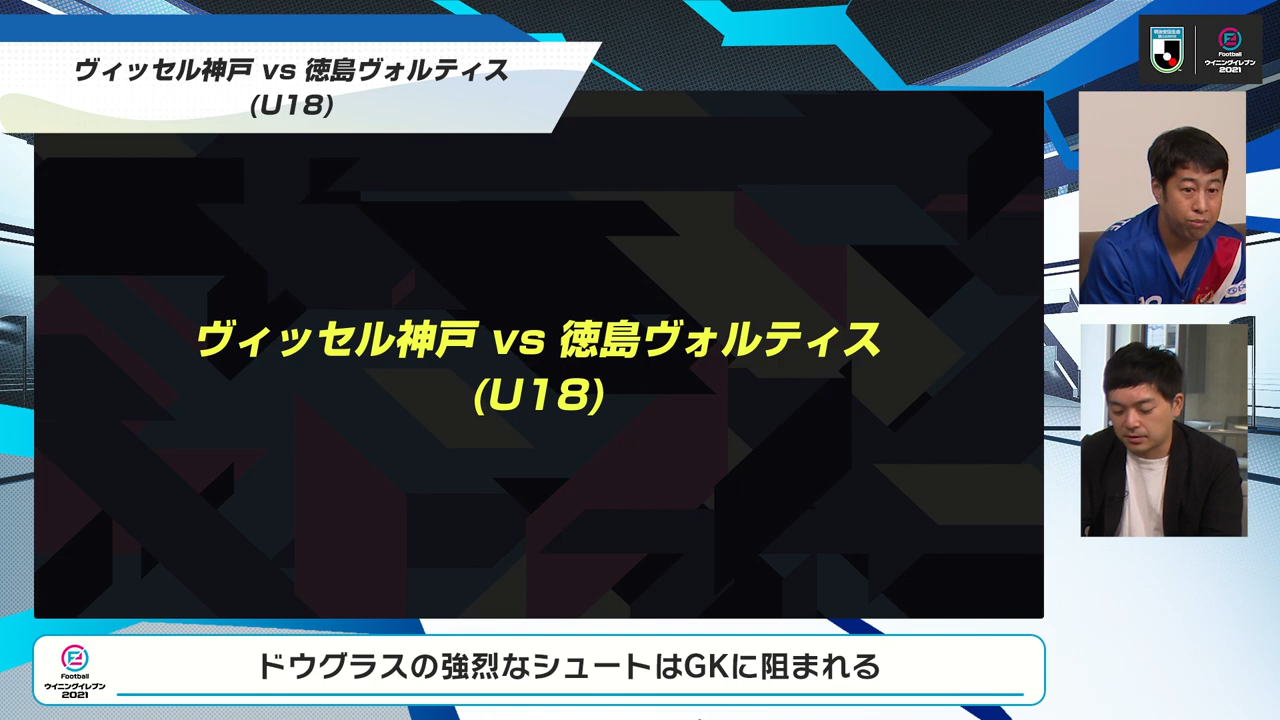 ヴィッセル神戸 vs 徳島ヴォルティス
(U18)
Football
ウイニングイレブン
2021
ヴィッセル神戸 vs 徳島ヴォルティス
(U18)
Football
ウイニングイレブン
2021
ドウグラスの強烈なシュートはGKに阻まれる